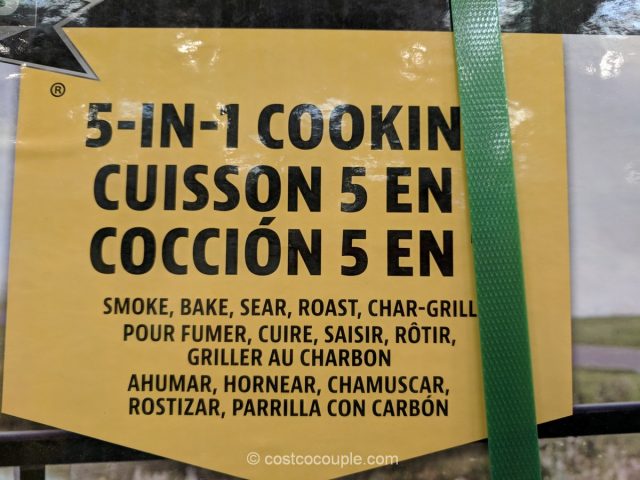 ®
5-IN-1 COOKIN
CUISSON 5 EN
COCCIÓN 5 EN
SMOKE, BAKE, SEAR, ROAST, CHAR-GRILL
POUR FUMER, CUIRE, SAISIR, RÔTIR,
GRILLER AU CHARBON
AHUMAR, HORNEAR, CHAMUSCAR,
ROSTIZAR, PARRILLA CON CARBÓN
© costcocouple.com